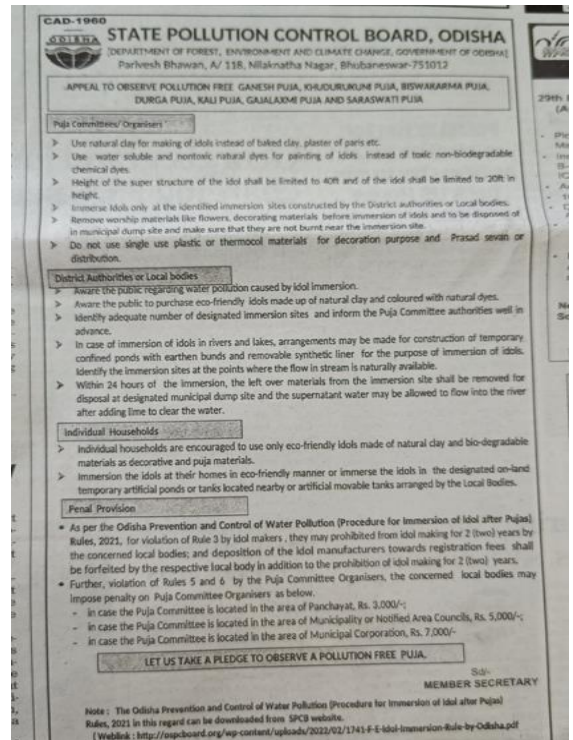 CAD-1960
ODISHA
STATE POLLUTION CONTROL BOARD, ODISHA
[DEPARTMENT OF FOREST, ENVIRONMENT AND CLIMATE CHANGE, GOVERNMENT OF ODISHA]
Parivesh Bhawan, A/ 118, Nilaknatha Nagar, Bhubaneswar-751012
APPEAL TO OBSERVE POLLUTION FREE GANESH PUJA, KHUDURUKUNI PUJA, BISWAKARMA PUJA,
DURGA PUJA, KALI PUJA, GAJALAXMI PUJA AND SARASWATI PUJA
Puja Committees/ Organisers
➤ Use natural clay for making of idols instead of baked clay, plaster of paris etc.
➤ Use water soluble and nontoxic natural dyes for painting of idols instead of toxic non-biodegradable
chemical dyes.
➤ Height of the super structure of the idol shall be limited to 40ft and of the idol shall be limited to 20ft in
height.
➤ Immerse Idols only at the identified immersion sites constructed by the District authorities or Local bodies.
➤ Remove worship materials like flowers, decorating materials before immersion of idols and to be disposed of
in municipal dump site and make sure that they are not burnt near the immersion site.
➤ Do not use single use plastic or thermocol materials for decoration purpose and Prasad sevan or
distribution.
District Authorities or Local bodies
➤ Aware the public regarding water pollution caused by idol immersion.
➤ Aware the public to purchase eco-friendly idols made up of natural clay and coloured with natural dyes.
➤ Identify adequate number of designated immersion sites and inform the Puja Committee authorities well in
advance.
➤ In case of immersion of idols in rivers and lakes, arrangements may be made for construction of temporary
confined ponds with earthen bunds and removable synthetic liner for the purpose of immersion of idols.
Identify the immersion sites at the points where the flow in stream is naturally available.
➤ Within 24 hours of the immersion, the left over materials from the immersion site shall be removed for
disposal at designated municipal dump site and the supernatant water may be allowed to flow into the river
after adding lime to clear the water.
Individual Households
➤ Individual households are encouraged to use only eco-friendly idols made of natural clay and bio-degradable
materials as decorative and puja materials.
➤ Immersion the idols at their homes in eco-friendly manner or immerse the idols in the designated on-land
temporary artificial ponds or tanks located nearby or artificial movable tanks arranged by the Local Bodies.
Penal Provision
• As per the Odisha Prevention and Control of Water Pollution (Procedure for Immersion of Idol after Pujas)
Rules, 2021, for violation of Rule 3 by idol makers, they may prohibited from idol making for 2 (two) years by
the concerned local bodies; and deposition of the idol manufacturers towards registration fees shall
be forfeited by the respective local body in addition to the prohibition of idol making for 2 (two) years.
• Further, violation of Rules 5 and 6 by the Puja Committee Organisers, the concerned local bodies may
impose penalty on Puja Committee Organisers as below.
- in case the Puja Committee is located in the area of Panchayat, Rs. 3,000/-;
- in case the Puja Committee is located in the area of Municipality or Notified Area Councils, Rs. 5,000/-;
- in case the Puja Committee is located in the area of Municipal Corporation, Rs. 7,000/-
LET US TAKE A PLEDGE TO OBSERVE A POLLUTION FREE PUJA.
Sd/-
MEMBER SECRETARY
Note : The Odisha Prevention and Control of Water Pollution (Procedure for Immersion of Idol after Pujas)
Rules, 2021 in this regard can be downloaded from SPCB website.
( Weblink : http://ospcboard.org/wp-content/uploads/2022/02/1741-F-E-Idol-Immersion-Rule-by-Odisha.pdf
29th